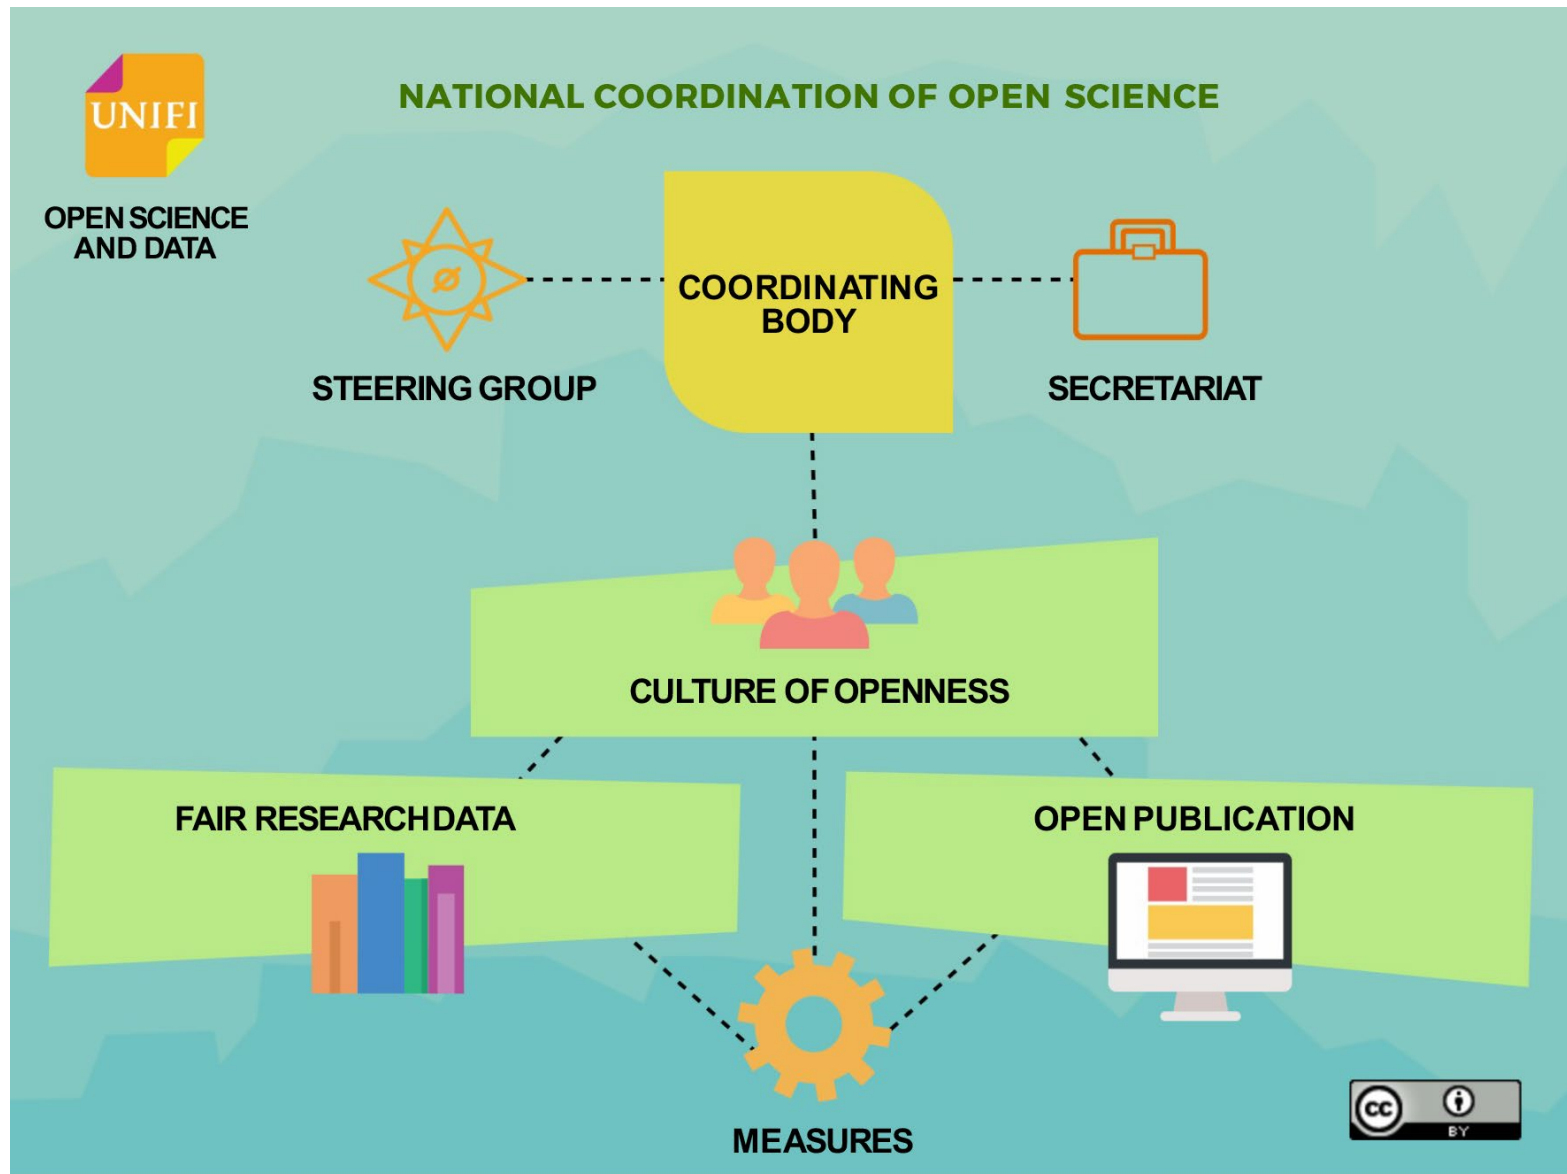 UNIFI
OPEN SCIENCE
AND DATA
NATIONAL COORDINATION OF OPEN SCIENCE
STEERING GROUP
COORDINATING
BODY
SECRETARIAT
CULTURE OF OPENNESS
FAIR RESEARCH DATA
OPEN PUBLICATION
MEASURES
cc
BY